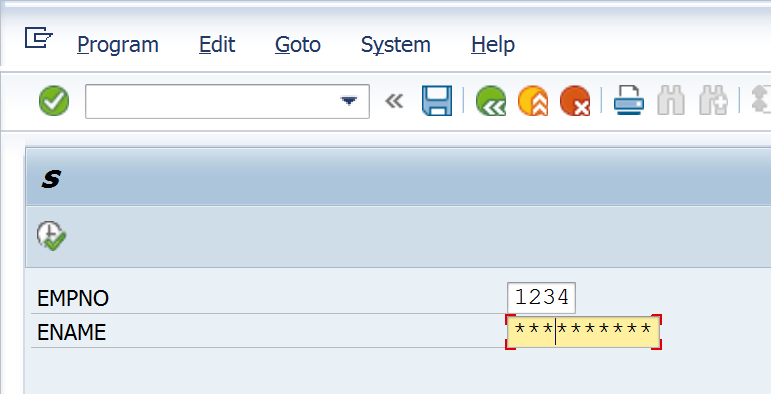 Program Edit Goto System Help
S
EMPNO 1234
ENAME **********